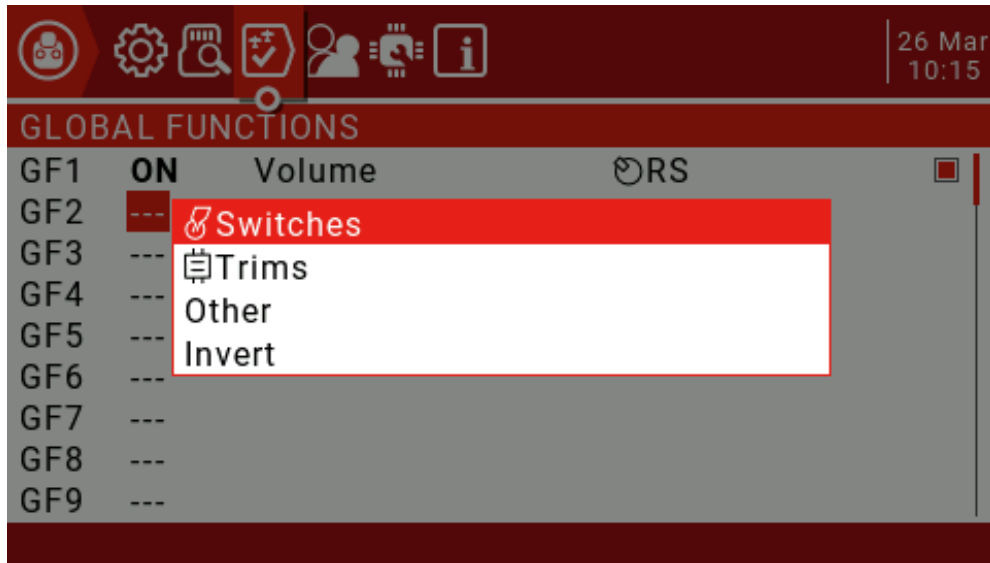 26 Mar
10:15
GLOBAL FUNCTIONS
GF1 ON Volume RS
GF2 ---
Switches
GF3 ---
Trims
GF4 ---
Other
GF5 ---
Invert
GF6 ---
GF7 ---
GF8 ---
GF9 ---